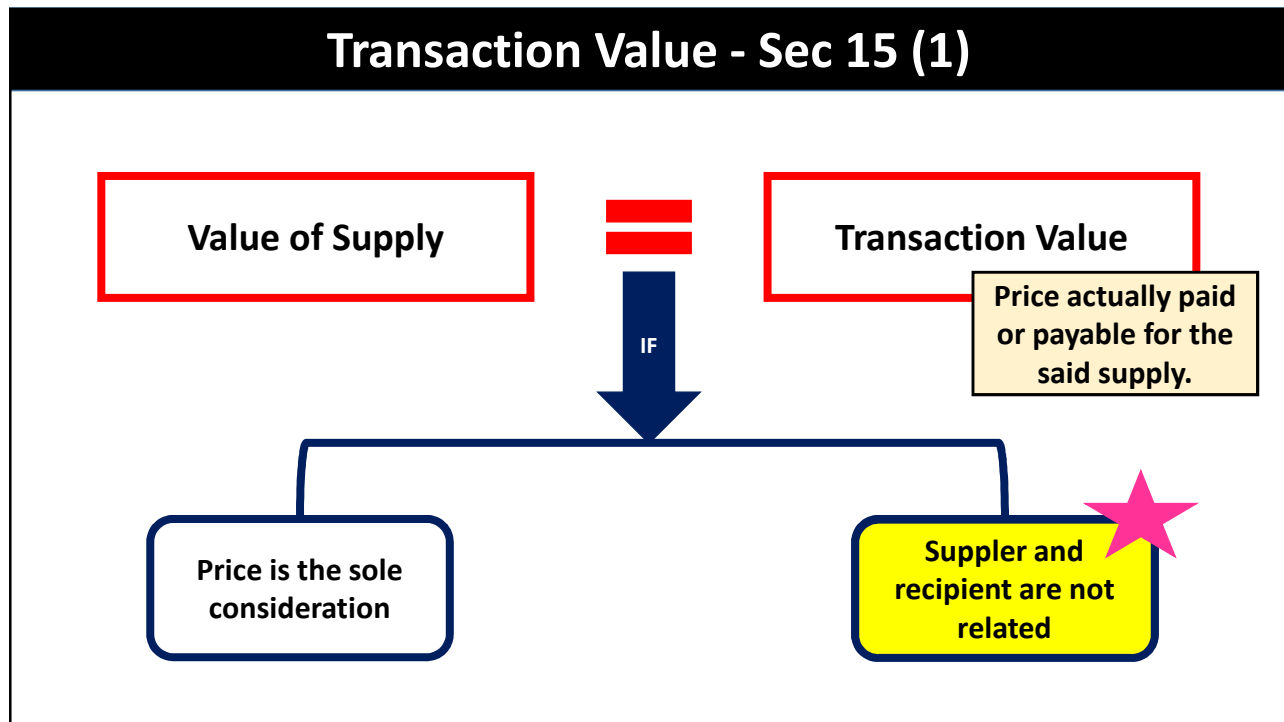 Transaction Value - Sec 15 (1)
Value of Supply
Transaction Value
Price actually paid
or payable for the
said supply.
IF
Price is the sole
consideration
Suppler and
recipient are not
related